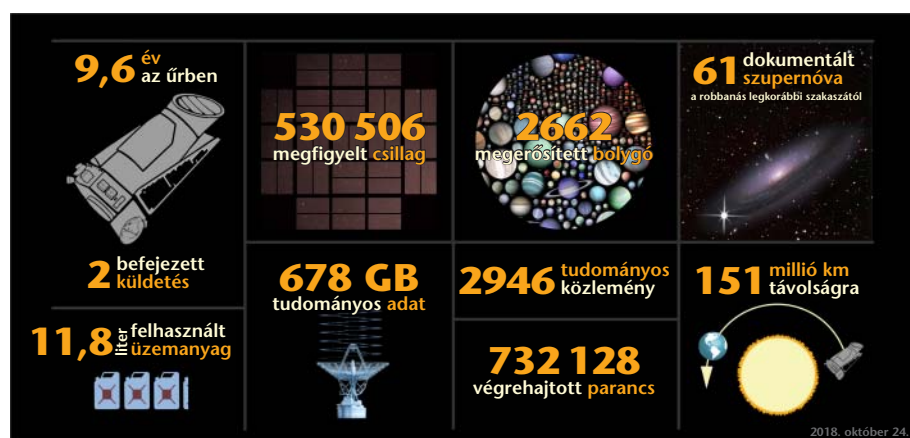 9,6 év
az űrben
2 befejezett
küldetés
11,8 liter felhasznált
üzemanyag
530 506
megfigyelt csillag
678 GB
tudományos adat
2662
megerősített bolygó
2946 tudományos
közlemény
732 128
végrehajtott parancs
61 dokumentált
szupernóva
a robbanás legkorábbi szakaszától
151 millió km
távolságra
2018. október 24.